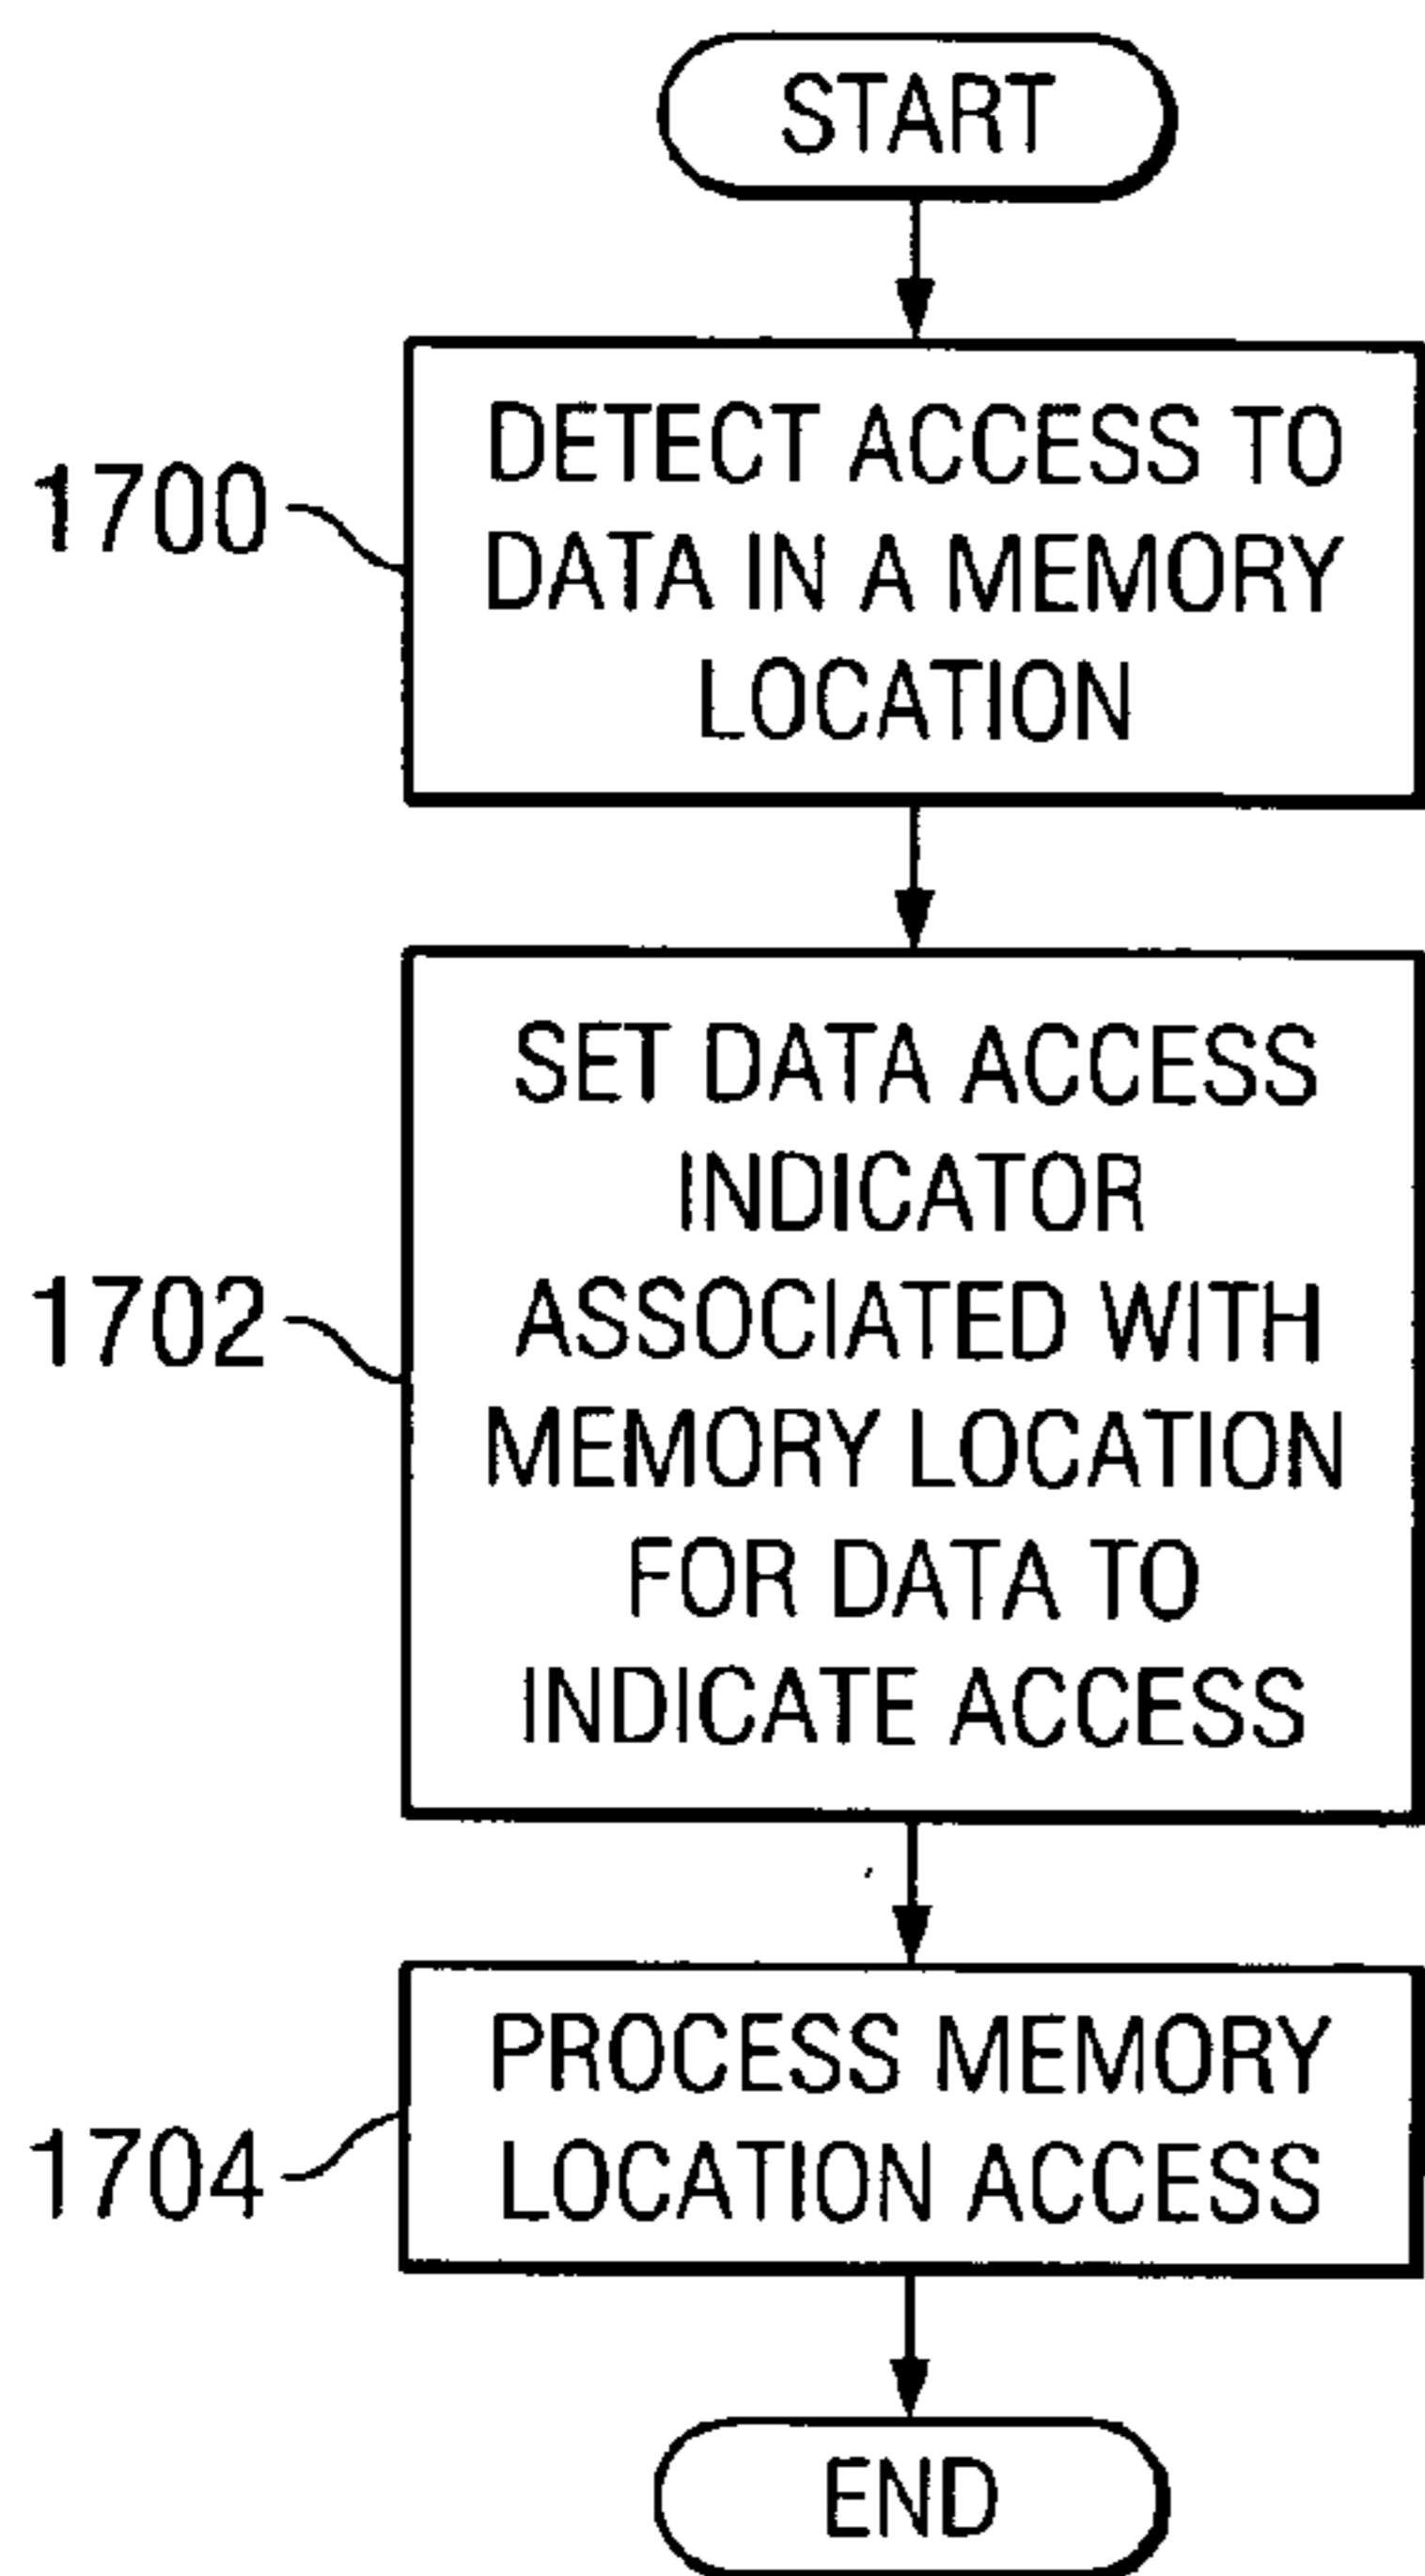 START
1700
DETECT ACCESS TO
DATA IN A MEMORY
LOCATION
1702
SET DATA ACCESS
INDICATOR
ASSOCIATED WITH
MEMORY LOCATION
FOR DATA TO
INDICATE ACCESS
1704
PROCESS MEMORY
LOCATION ACCESS
END